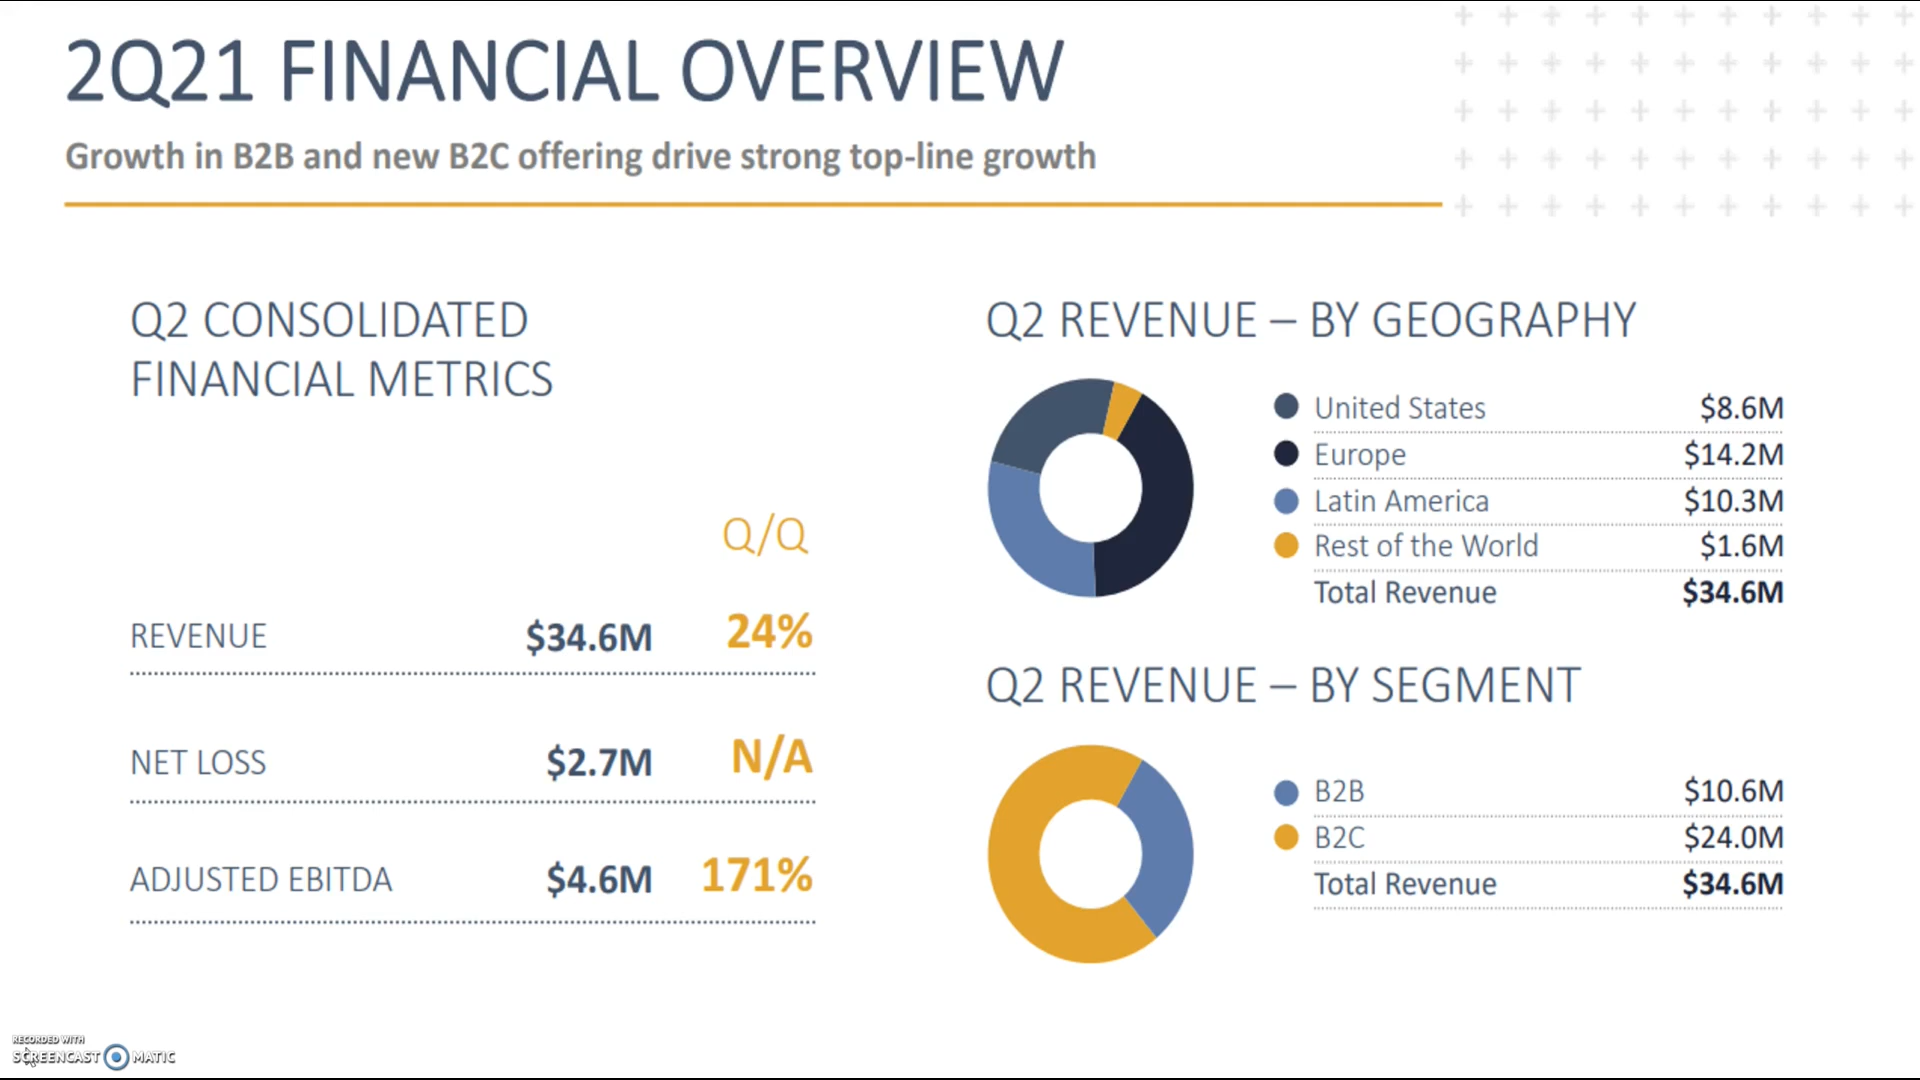 2Q21 FINANCIAL OVERVIEW
Growth in B2B and new B2C offering drive strong top-line growth
Q2 CONSOLIDATED
FINANCIAL METRICS
Q/Q
REVENUE $34.6M 24%
NET LOSS $2.7M N/A
ADJUSTED EBITDA $4.6M 171%
Q2 REVENUE – BY GEOGRAPHY
United States $8.6M
Europe $14.2M
Latin America $10.3M
Rest of the World $1.6M
Total Revenue $34.6M
Q2 REVENUE – BY SEGMENT
B2B $10.6M
B2C $24.0M
Total Revenue $34.6M
RECORDED WITH
SCREENCAST MATIC